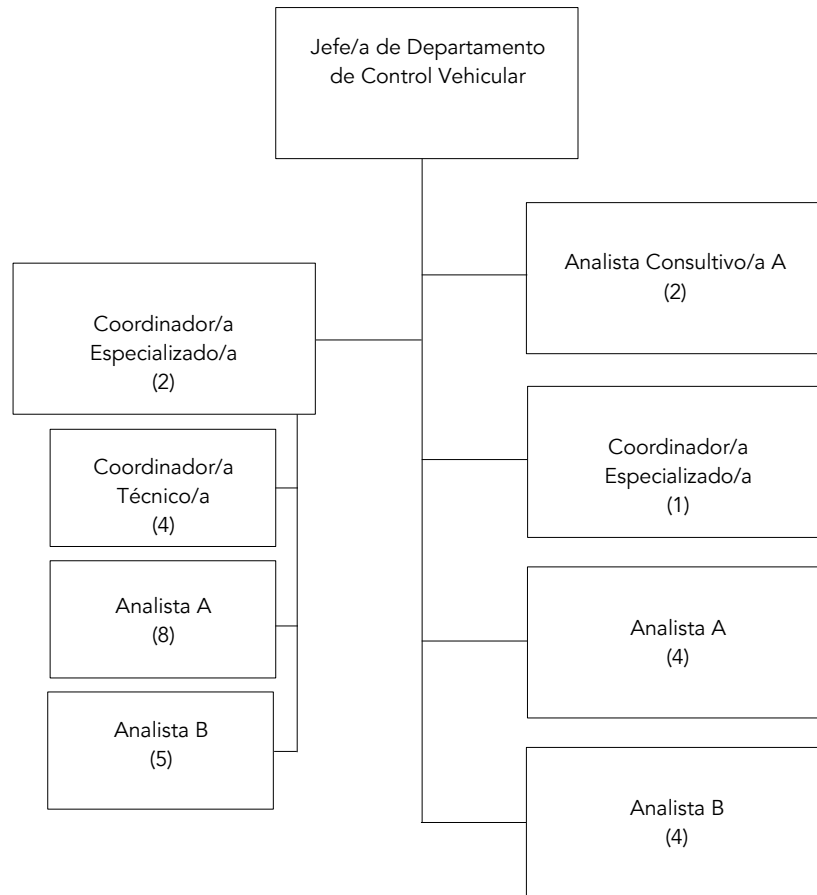 Jefe/a de Departamento
de Control Vehicular
Analista Consultivo/a A
(2)
Coordinador/a
Especializado/a
(2)
Coordinador/a
Especializado/a
(1)
Coordinador/a
Técnico/a
(4)
Analista A
(8)
Analista A
(4)
Analista B
(5)
Analista B
(4)